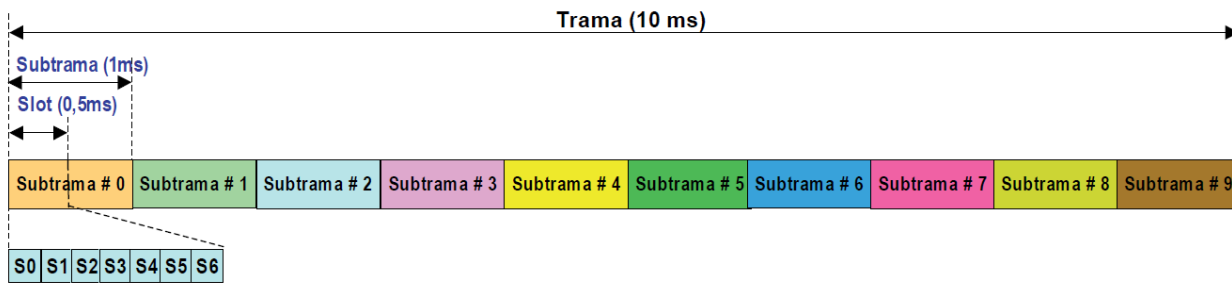 Trama (10 ms)
Subtrama (1ms)
Slot (0,5ms)
Subtrama # 0 Subtrama # 1 Subtrama # 2 Subtrama # 3 Subtrama # 4 Subtrama # 5 Subtrama # 6 Subtrama # 7 Subtrama # 8 Subtrama # 9
S0 S1 S2 S3 S4 S5 S6